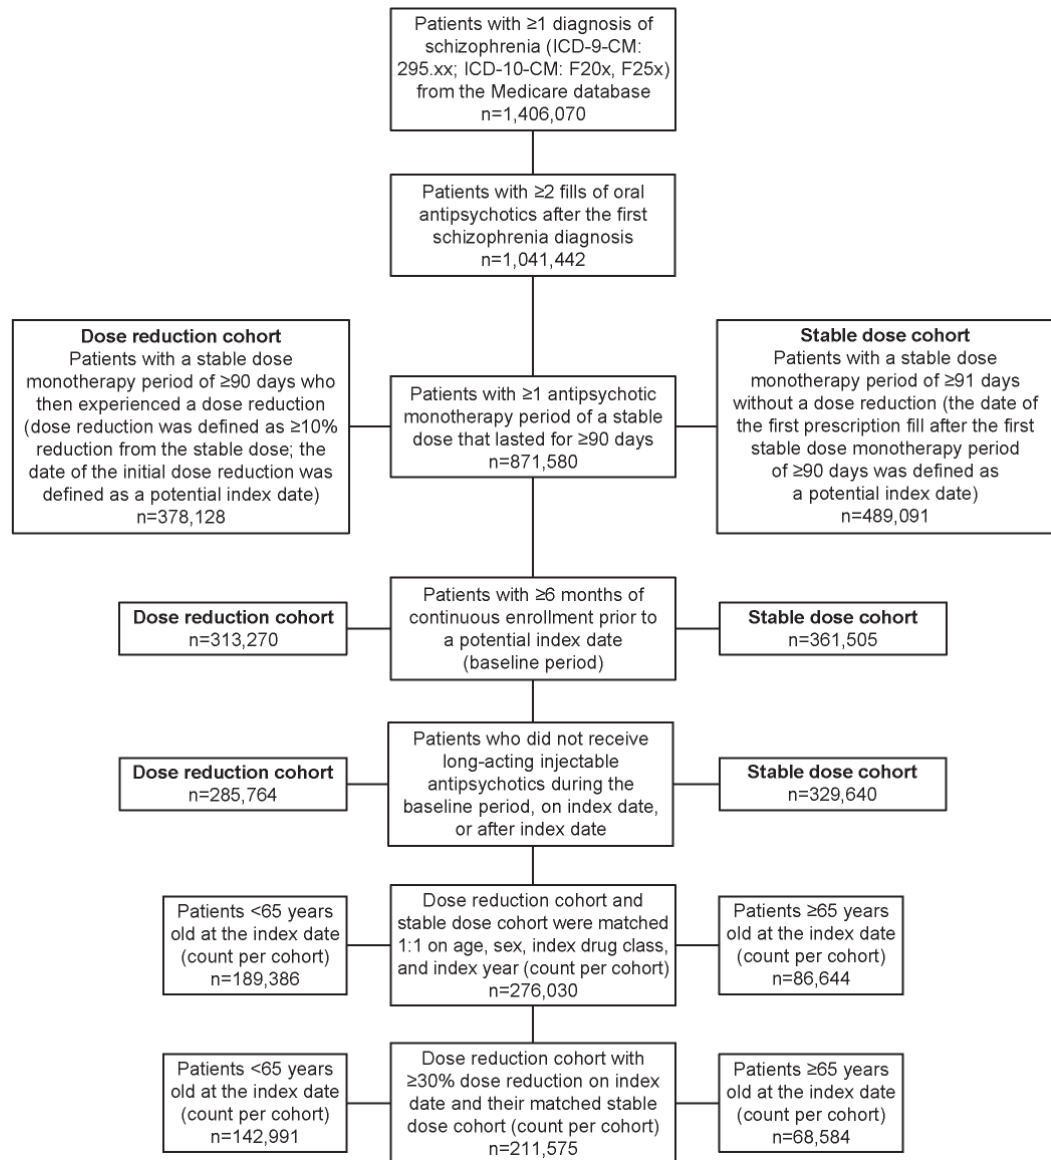 Patients with ≥1 diagnosis of
schizophrenia (ICD-9-CM:
295.xx; ICD-10-CM: F20x, F25x)
from the Medicare database
n=1,406,070
Patients with ≥2 fills of oral
antipsychotics after the first
schizophrenia diagnosis
n=1,041,442
Dose reduction cohort
Patients with a stable dose
monotherapy period of ≥90 days who
then experienced a dose reduction
(dose reduction was defined as ≥10%
reduction from the stable dose; the
date of the initial dose reduction was
defined as a potential index date)
n=378,128
Patients with ≥1 antipsychotic
monotherapy period of a stable
dose that lasted for ≥90 days
n=871,580
Stable dose cohort
Patients with a stable dose
monotherapy period of ≥91 days
without a dose reduction (the date of
the first prescription fill after the first
stable dose monotherapy period
of ≥90 days was defined as
a potential index date)
n=489,091
Dose reduction cohort
n=313,270
Patients with ≥6 months of
continuous enrollment prior to
a potential index date
(baseline period)
Stable dose cohort
n=361,505
Dose reduction cohort
n=285,764
Patients who did not receive
long-acting injectable
antipsychotics during the
baseline period, on index date,
or after index date
Stable dose cohort
n=329,640
Patients <65 years
old at the index date
(count per cohort)
n=189,386
Dose reduction cohort and
stable dose cohort were matched
1:1 on age, sex, index drug class,
and index year (count per cohort)
n=276,030
Patients ≥65 years
old at the index date
(count per cohort)
n=86,644
Patients <65 years
old at the index date
(count per cohort)
n=142,991
Dose reduction cohort with
≥30% dose reduction on index
date and their matched stable
dose cohort (count per cohort)
n=211,575
Patients ≥65 years
old at the index date
(count per cohort)
n=68,584